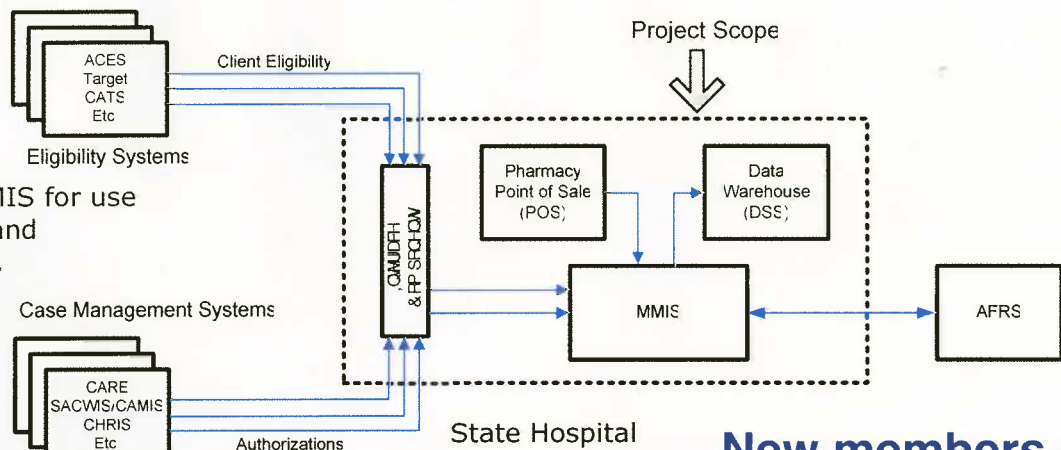 Project Scope
ACES
Target
CATS
Etc
Client Eligibility
Eligibility Systems
MIS for use
and
Pharmacy
Point of Sale
(POS)
Data
Warehouse
(DSS)
MMIS
AFRS
Case Management Systems
CARE
SACWIS/CAMIS
CHRIS
Etc
Authorizations
State Hospital
New members